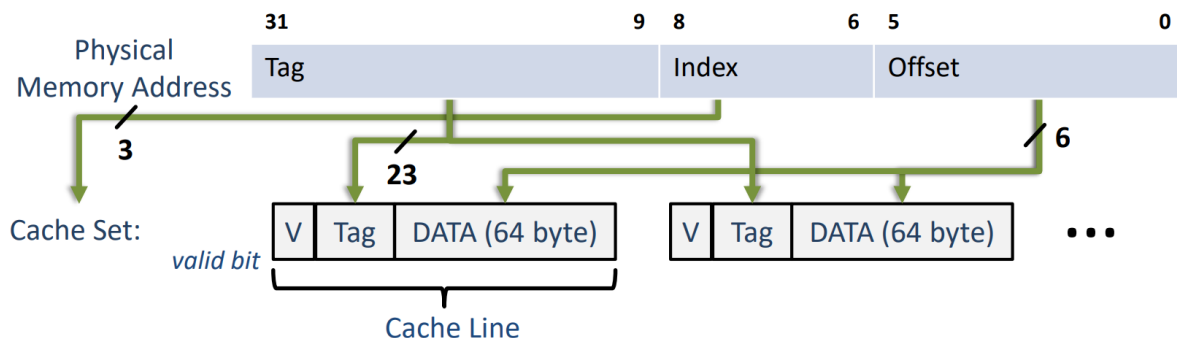 31 9 8 6 5 0
Physical
Memory Address
Tag Index Offset
3
23
6
Cache Set:
V Tag DATA (64 byte) V Tag DATA (64 byte) ...
valid bit
Cache Line